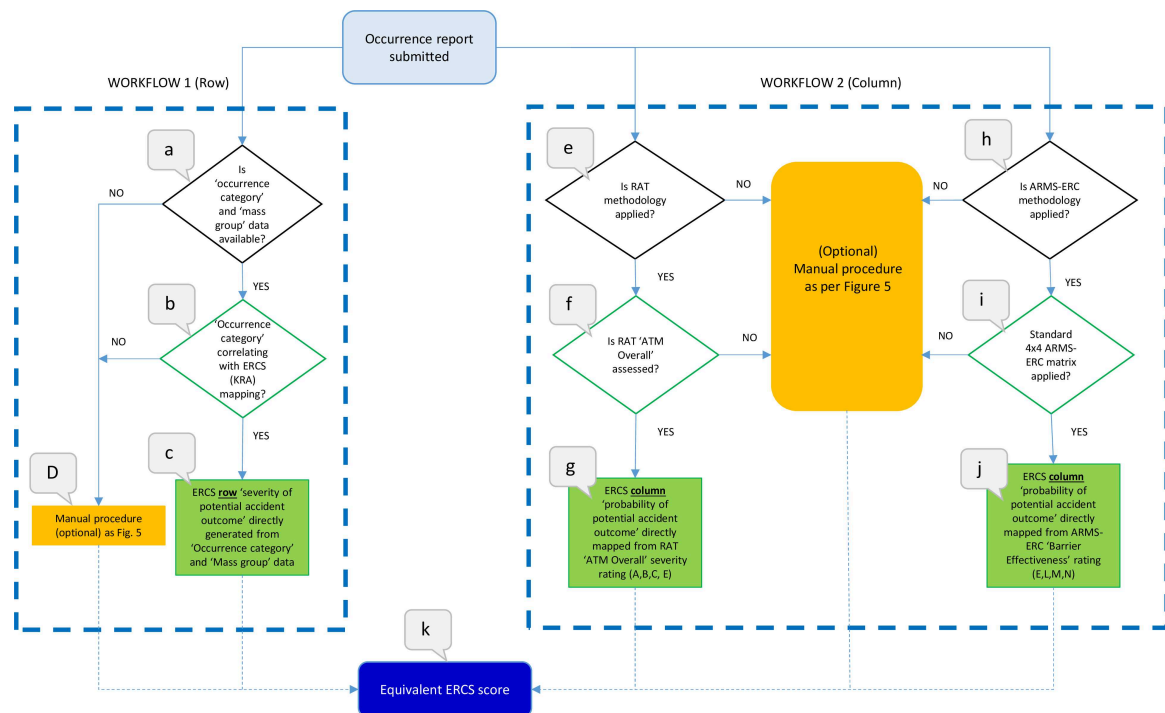 Occurrence report
submitted
WORKFLOW 1 (Row)
WORKFLOW 2 (Column)
a
Is
‘occurrence
category’
and ‘mass
group’ data
available?
NO
YES
b
‘Occurrence
category’
correlating
with ERCS
(KRA)
mapping?
NO
YES
c
ERCS row ‘severity of
potential accident
outcome’ directly
generated from
‘Occurrence category’
and ‘Mass group’ data
D
Manual procedure
(optional) as Fig. 5
e
Is RAT
methodology
applied?
NO
YES
f
Is RAT ‘ATM
Overall’
assessed?
NO
YES
g
ERCS column
‘probability of
potential accident
outcome’ directly
mapped from RAT
‘ATM Overall’ severity
rating (A,B,C, E)
(Optional)
Manual procedure
as per Figure 5
h
Is ARMS-ERC
methodology
applied?
NO
YES
i
Standard
4x4 ARMS-
ERC matrix
applied?
NO
YES
j
ERCS column
‘probability of
potential accident
outcome’ directly
mapped from ARMS-
ERC ‘Barrier
Effectiveness’ rating
(E,L,M,N)
k
Equivalent ERCS score